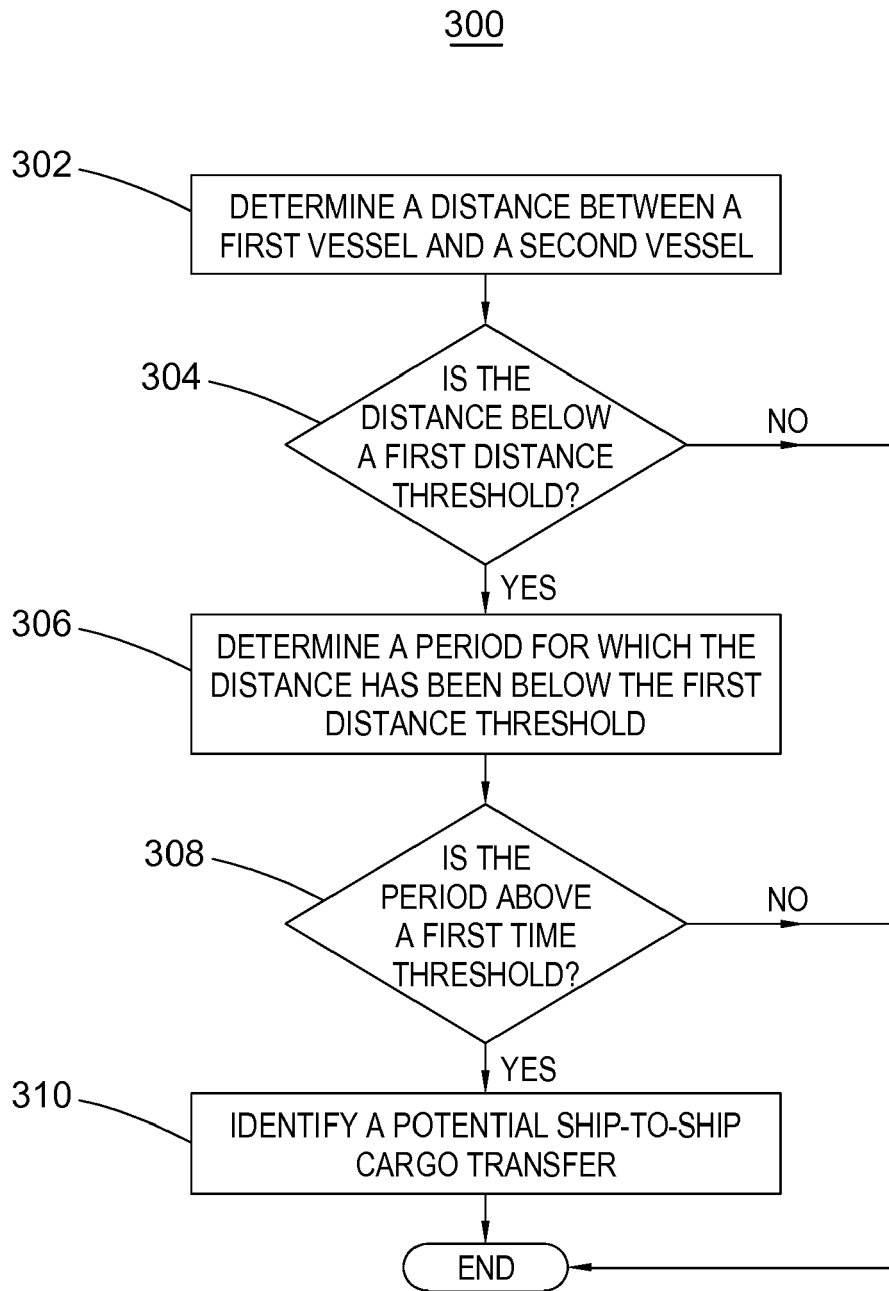 300
302
DETERMINE A DISTANCE BETWEEN A
FIRST VESSEL AND A SECOND VESSEL
304
IS THE
DISTANCE BELOW
A FIRST DISTANCE
THRESHOLD?
NO
YES
306
DETERMINE A PERIOD FOR WHICH THE
DISTANCE HAS BEEN BELOW THE FIRST
DISTANCE THRESHOLD
308
IS THE
PERIOD ABOVE
A FIRST TIME
THRESHOLD?
NO
YES
310
IDENTIFY A POTENTIAL SHIP-TO-SHIP
CARGO TRANSFER
END